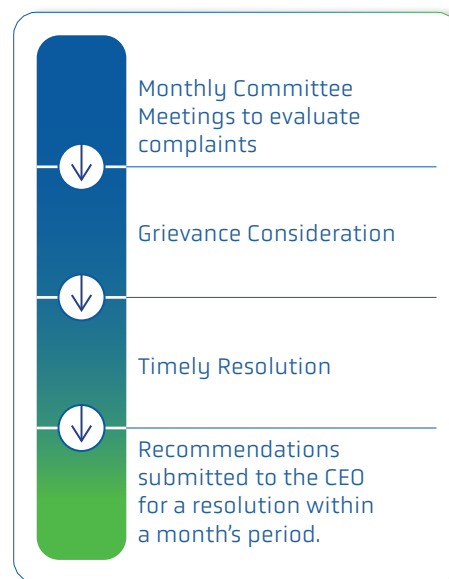 Monthly Committee
Meetings to evaluate
complaints
Grievance Consideration
Timely Resolution
Recommendations
submitted to the CEO
for a resolution within
a month’s period.